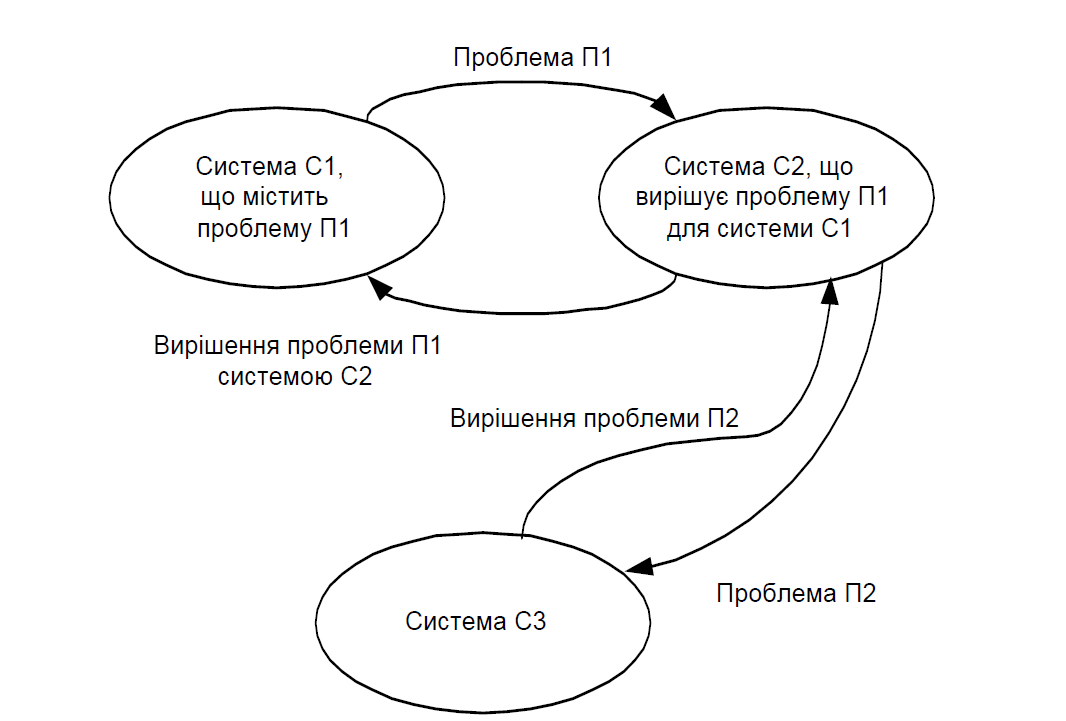 Проблема П1
Система С1,
що містить
проблему П1
Система С2, що
вирішує проблему П1
для системи С1
Вирішення проблеми П1
системою С2
Вирішення проблеми П2
Проблема П2
Система С3